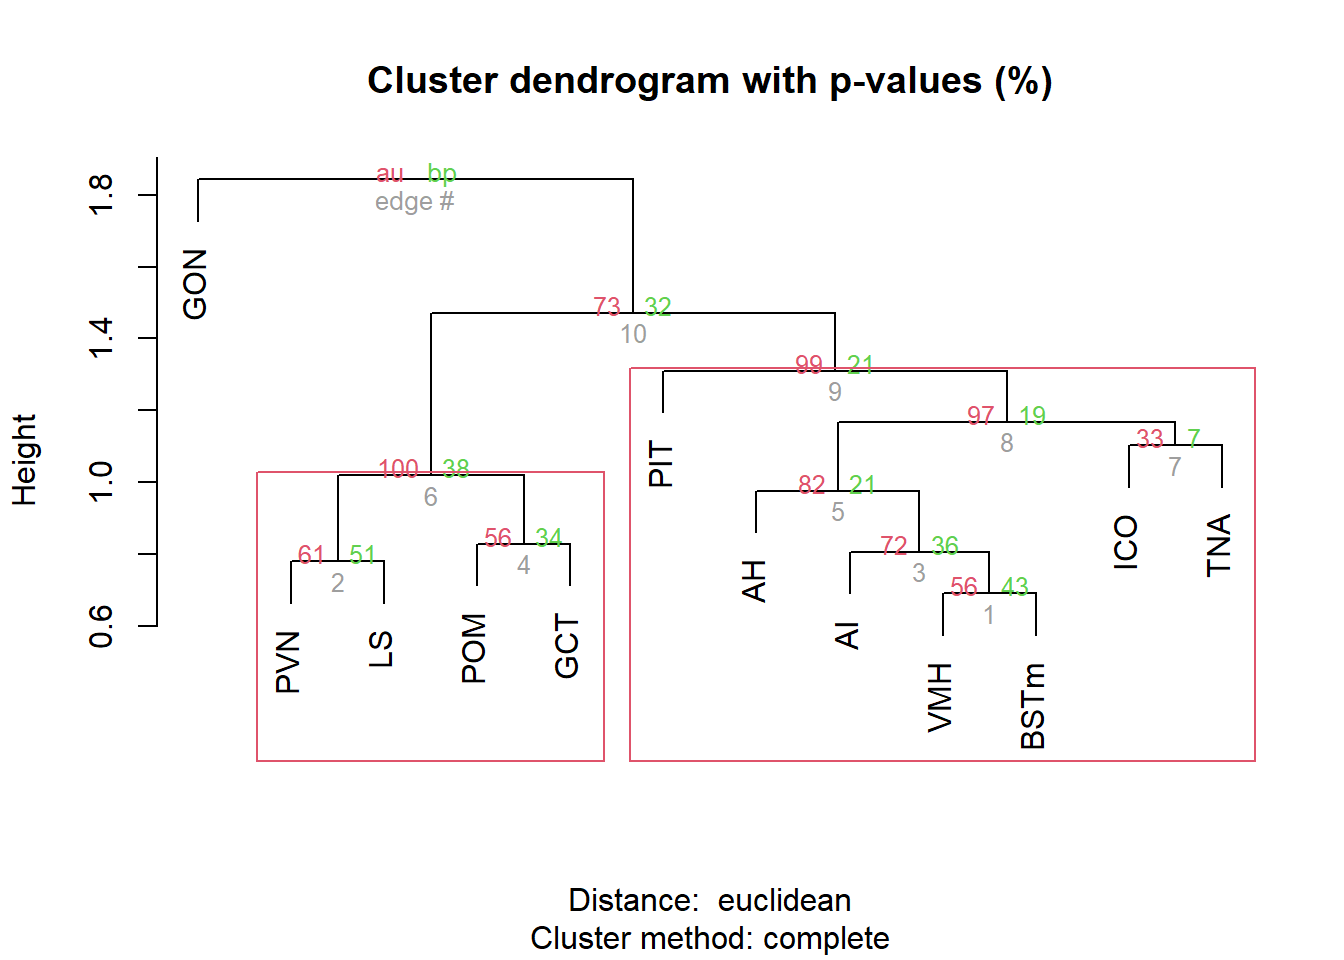 Cluster dendrogram with p-values (%)
au bp
edge #
1.8
1.4
1.0
0.6
Height
GON
73 32
10
99 21
9
PIT
97 19
8
33 7
7
100 38
6
82 21
5
ICO
TNA
61 51
2
56 34
4
AH
72 36
3
AI
56 43
1
PVN
LS
POM
GCT
VMH
BSTm
Distance: euclidean
Cluster method: complete